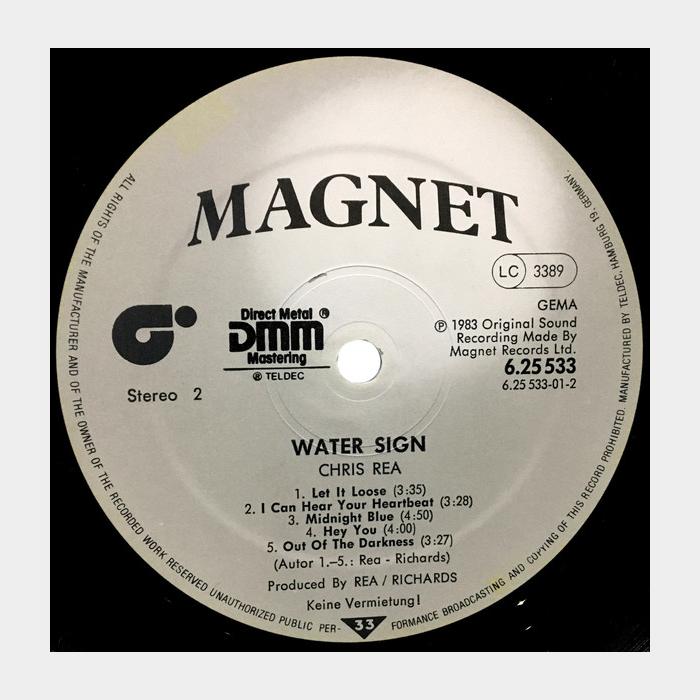 MAGNET
LC 3389
GEMA
℗ 1983 Original Sound
Recording Made By
Magnet Records Ltd.
6.25 533
6.25 533-01-2
Direct Metal ®
DMM
Mastering
® TELDEC
Stereo 2
WATER SIGN
CHRIS REA
1. Let It Loose (3:35)
2. I Can Hear Your Heartbeat (3:28)
3. Midnight Blue (4:50)
4. Hey You (4:00)
5. Out Of The Darkness (3:27)
(Autor 1.–5.: Rea - Richards)
Produced By REA / RICHARDS
Keine Vermietung!
33
ALL RIGHTS OF THE MANUFACTURER AND OF THE OWNER OF THE RECORDED WORK RESERVED UNAUTHORIZED PUBLIC PER- FORMANCE BROADCASTING AND COPYING OF THIS RECORD PROHIBITED. MANUFACTURED BY TELDEC, HAMBURG 19, GERMANY.